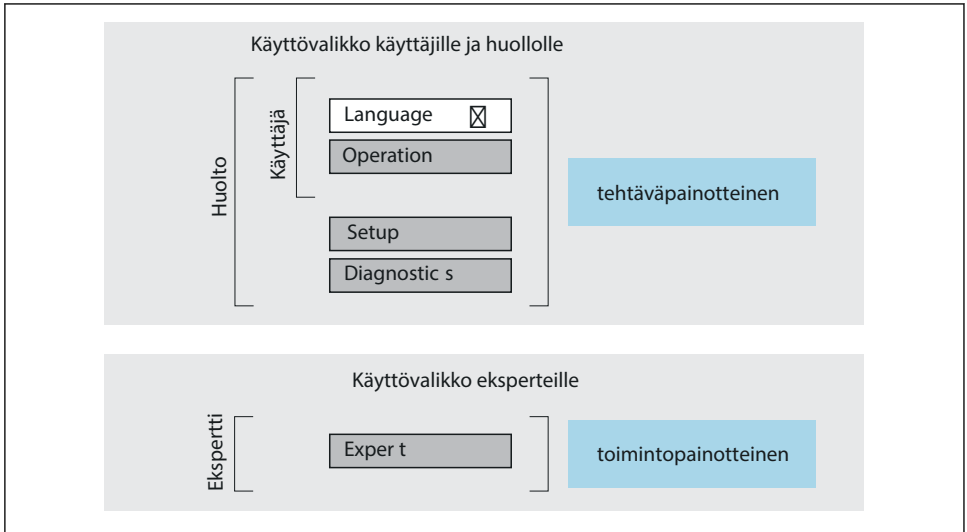 Käyttövalikko käyttäjille ja huollolle
Huolto
Käyttäjä
Language
Operation
Setup
Diagnostic s
tehtäväpainotteinen
Käyttövalikko eksperteille
Ekspertti
Exper t
toimintopainotteinen